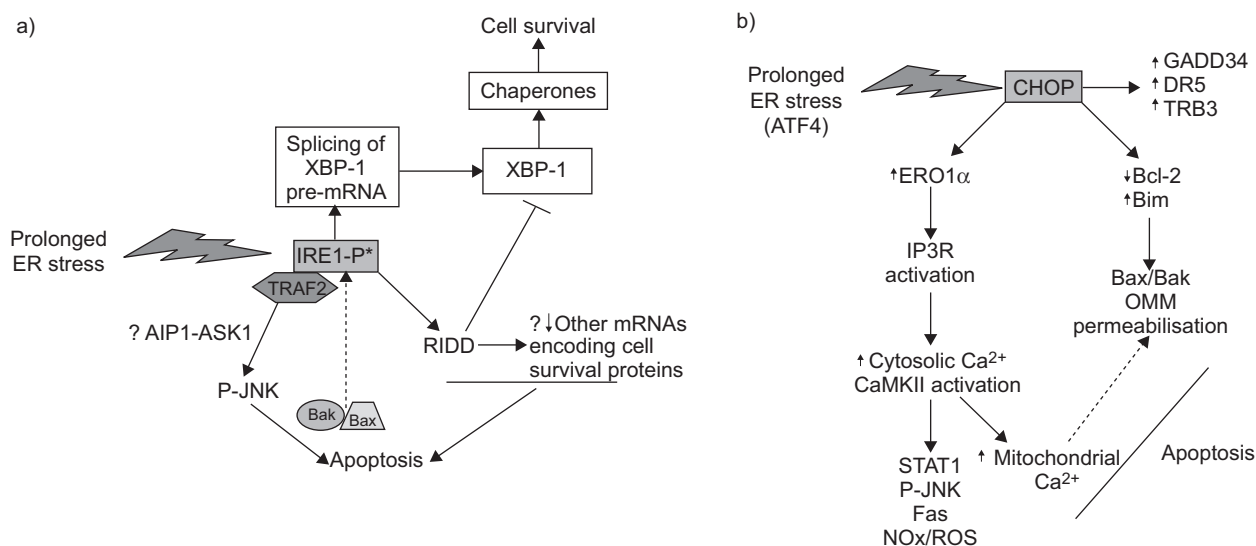 a)
Cell survival
Chaperones
Splicing of
XBP-1
pre-mRNA
XBP-1
Prolonged
ER stress
IRE1-P*
TRAF2
? AIP1-ASK1
P-JNK
Bak
Bax
RIDD
? ↓Other mRNAs
encoding cell
survival proteins
Apoptosis
b)
Prolonged
ER stress
(ATF4)
CHOP
↑GADD34
↑DR5
↑TRB3
↑ERO1α
IP3R
activation
↑Cytosolic Ca²⁺
CaMKII activation
STAT1
P-JNK
Fas
NOx/ROS
↑ Mitochondrial
Ca²⁺
↓Bcl-2
↑Bim
Bax/Bak
OMM
permeabilisation
Apoptosis